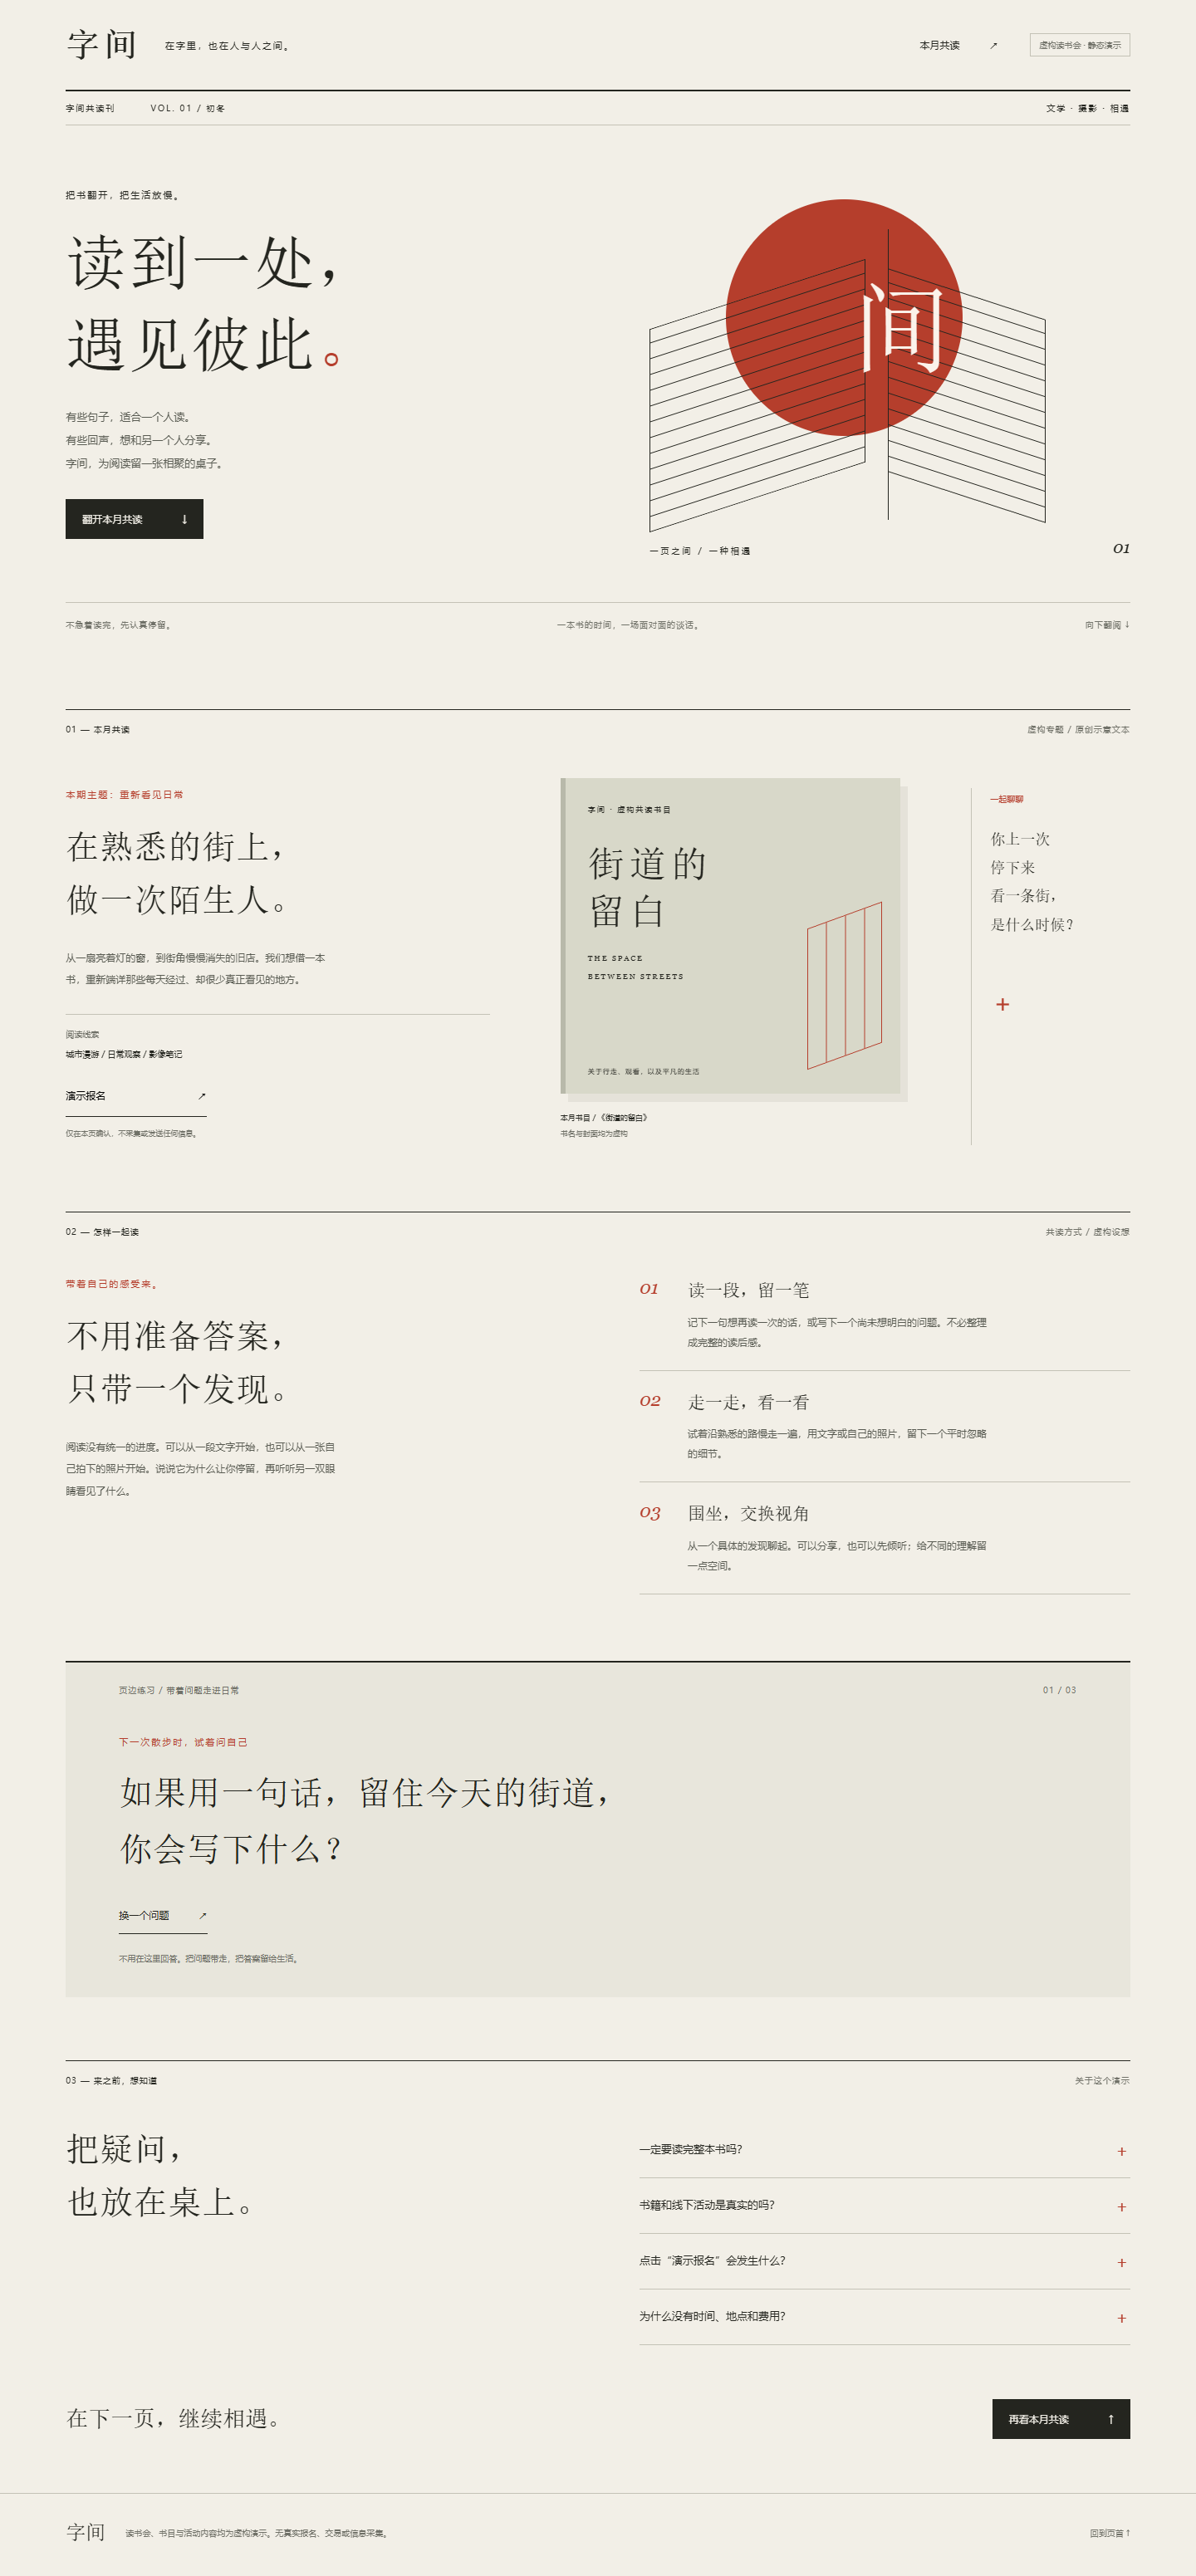 字间
在字里，也在人与人之间。
本月共读 ↗
虚构读书会 · 静态演示
字间共读刊 VOL. 01 / 初冬
文学 · 摄影 · 相遇
把书翻开，把生活放慢。
读到一处，
遇见彼此。
有些句子，适合一个人读。
有些回声，想和另一个人分享。
字间，为阅读留一张相聚的桌子。
翻开本月共读 ↓
间
一页之间 / 一种相遇
01
不急着读完，先认真停留。
一本书的时间，一场面对面的谈话。
向下翻阅 ↓
01 — 本月共读
虚构专题 / 原创示意文本
本期主题：重新看见日常
在熟悉的街上，
做一次陌生人。
从一扇亮着灯的窗，到街角慢慢消失的旧店。我们想借一本
书，重新端详那些每天经过、却很少真正看见的地方。
阅读线索
城市漫游 / 日常观察 / 影像笔记
演示报名 ↗
仅在本页确认，不采集或发送任何信息。
字间 · 虚构共读书目
街道的
留白
THE SPACE
BETWEEN STREETS
关于行走，观看，以及平凡的生活
本月书目 / 《街道的留白》
书名与封面均为虚构
一起聊聊
你上一次
停下来
看一条街，
是什么时候？
+
02 — 怎样一起读
共读方式 / 虚构设想
带着自己的感受来。
不用准备答案，
只带一个发现。
阅读没有统一的进度。可以从一段文字开始，也可以从一张自
己拍下的照片开始。说说它为什么让你停留，再听听另一双眼
睛看见了什么。
01 读一段，留一笔
记下一句想再读一次的话，或写下一个尚未想明白的问题。不必整理
成完整的读后感。
02 走一走，看一看
试着沿熟悉的路慢走一遍，用文字或自己的照片，留下一个平时忽略
的细节。
03 围坐，交换视角
从一个具体的发现聊起。可以分享，也可以先倾听；给不同的理解留
一点空间。
页边练习 / 带着问题走进日常
01 / 03
下一次散步时，试着问自己
如果用一句话，留住今天的街道，
你会写下什么？
换一个问题 ↗
不用在这里回答。把问题带走，把答案留给生活。
03 — 来之前，想知道
关于这个演示
把疑问，
也放在桌上。
一定要读完整本书吗？ +
书籍和线下活动是真实的吗？ +
点击“演示报名”会发生什么？ +
为什么没有时间、地点和费用？ +
在下一页，继续相遇。
再看本月共读 ↑
字间
读书会、书目与活动内容均为虚构演示。无真实报名、交易或信息采集。
回到页首 ↑